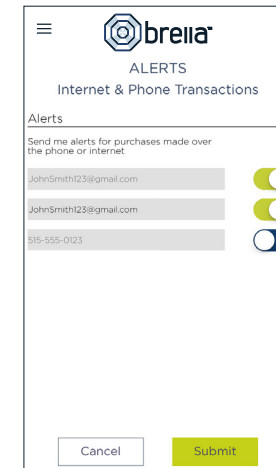 brella
ALERTS
Internet & Phone Transactions
Alerts
Send me alerts for purchases made over
the phone or internet
JohnSmith123@gmail.com
JohnSmith123@gmail.com
515-555-0123
Cancel
Submit